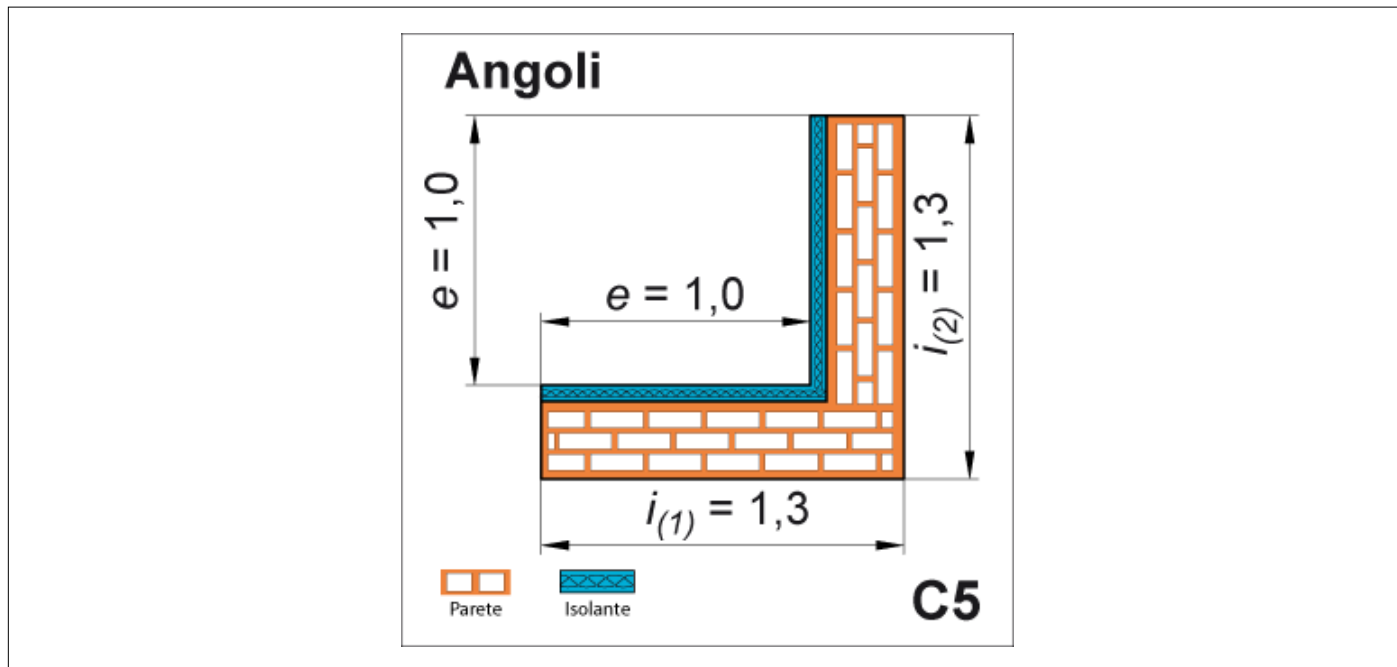 Angoli
e = 1,0
e = 1,0
i(2) = 1,3
i(1) = 1,3
Parete
Isolante
C5